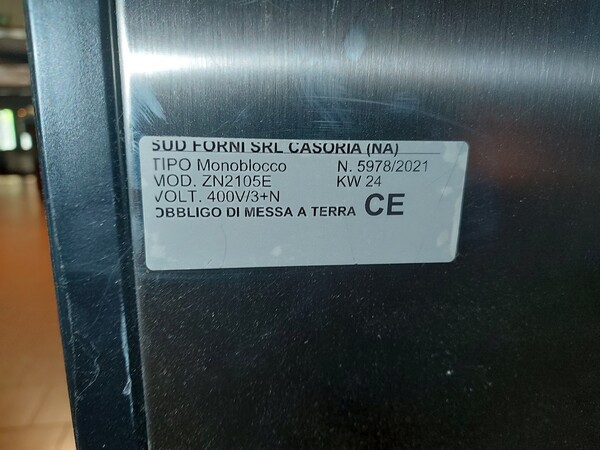 SUD FORNI SRL CASORIA (NA)
TIPO Monoblocco N. 5978/2021
MOD. ZN2105E KW 24
VOLT. 400V/3+N
OBBLIGO DI MESSA A TERRA CE